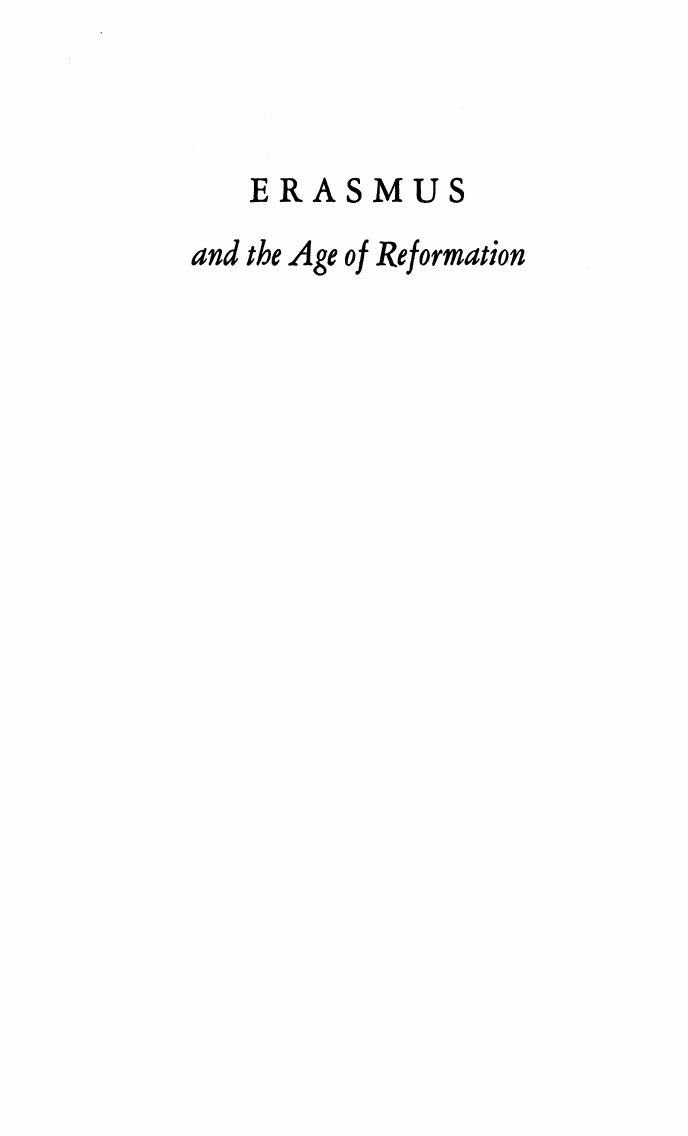 ERASMUS
and the Age of Reformation